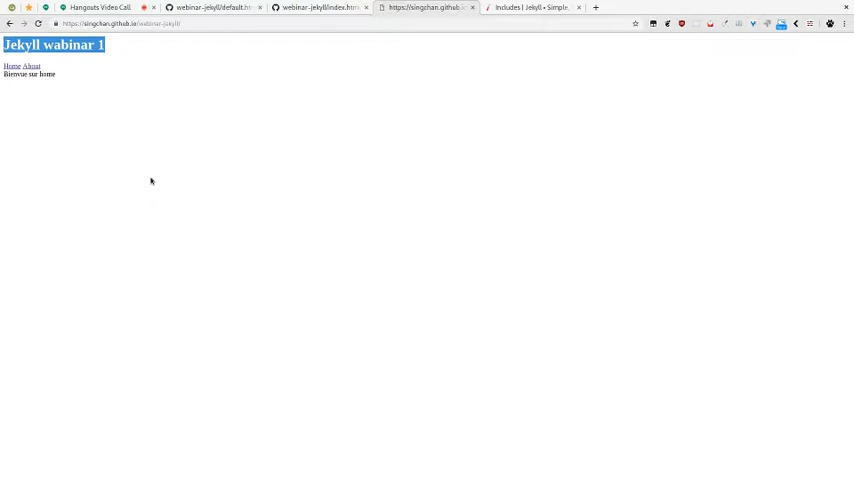 Hangouts Video Call
webinar-jekyll/default.htm
webinar-jekyll/index.htm
https://singchan.github.io
Includes | Jekyll • Simple,
https://singchan.github.io/webinar-jekyll/
Jekyll wabinar 1
Home About
Bienvue sur home